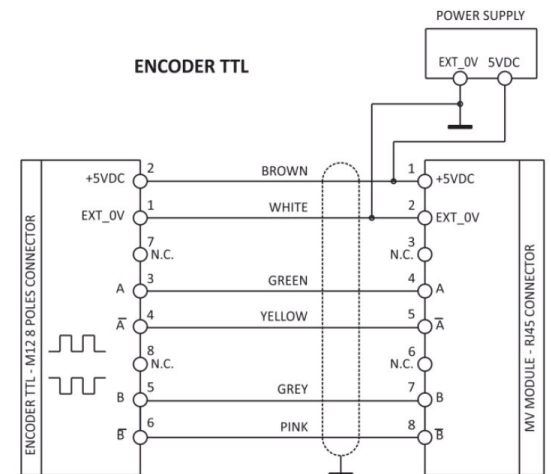 POWER SUPPLY
EXT_0V 5VDC
ENCODER TTL
+5VDC 2 BROWN 1 +5VDC
EXT_0V 1 WHITE 2 EXT_0V
7 N.C. 3 N.C.
A 3 GREEN 4 A
A̅ 4 YELLOW 5 A̅
8 N.C. 6 N.C.
B 5 GREY 7 B
B̅ 6 PINK 8 B̅
ENCODER TTL - M12 8 POLES CONNECTOR
MV MODULE - RJ45 CONNECTOR